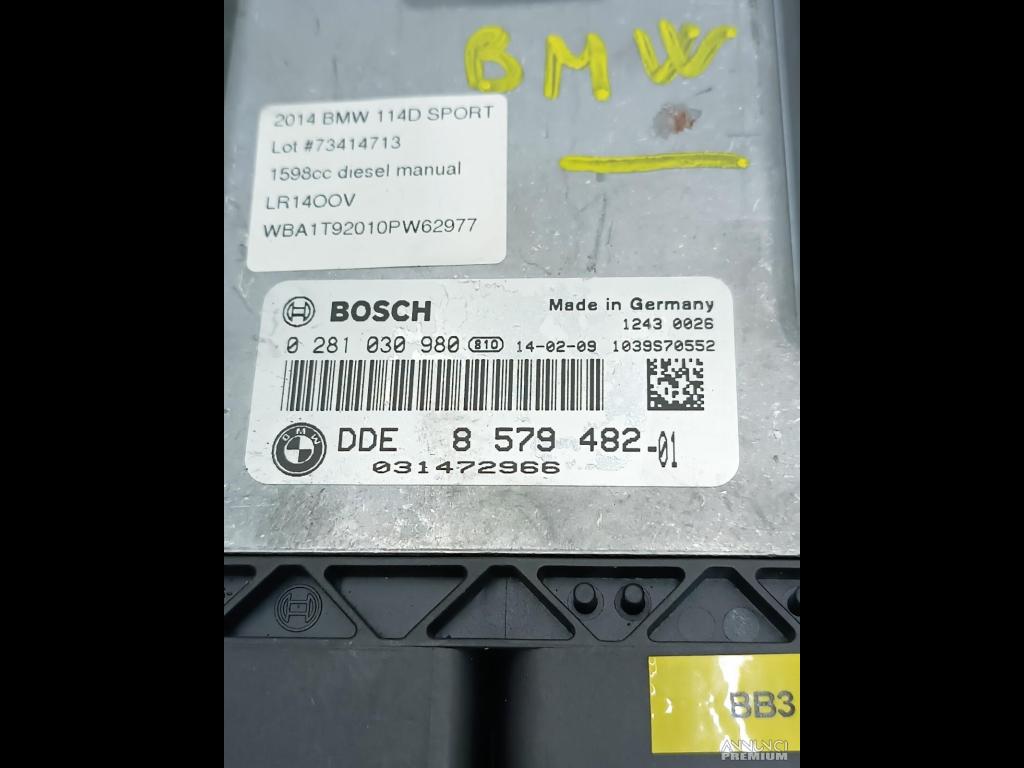 BMW
2014 BMW 114D SPORT
Lot #73414713
1598cc diesel manual
LR14OOV
WBA1T92010PW62977
BOSCH
Made in Germany
1243 0026
0 281 030 980 810 14-02-09 1039S70552
BMW
DDE 8 579 482-01
031472966
BB3
ANNUNCI
PREMIUM